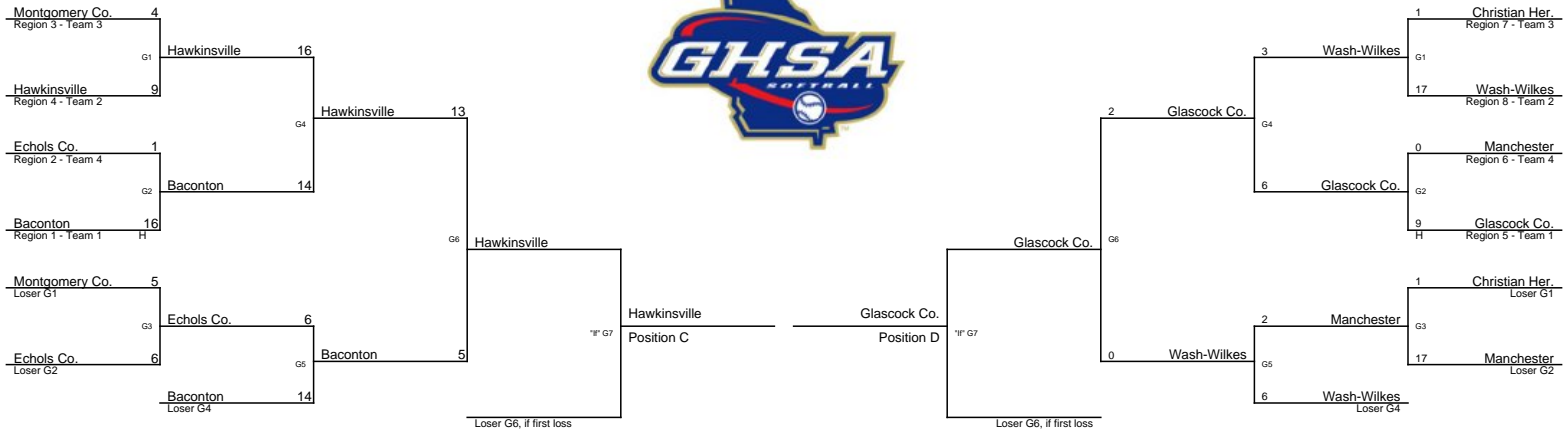 GHSA
SOFTBALL
TM
Montgomery Co. 4
Region 3 - Team 3
G1
Hawkinsville 16
Hawkinsville 9
Region 4 - Team 2
G4
Hawkinsville 13
Echols Co. 1
Region 2 - Team 4
G2
Baconton 14
Baconton 16
Region 1 - Team 1 H
G6
Hawkinsville
Montgomery Co. 5
Loser G1
G3
Echols Co. 6
Echols Co. 6
Loser G2
G5
Baconton 5
Baconton 14
Loser G4
"If" G7
Hawkinsville
Position C
Loser G6, if first loss
1 Christian Her.
Region 7 - Team 3
3 Wash-Wilkes
G1
17 Wash-Wilkes
Region 8 - Team 2
2 Glascock Co.
G4
0 Manchester
Region 6 - Team 4
6 Glascock Co.
G2
9 Glascock Co.
H Region 5 - Team 1
Glascock Co.
G6
1 Christian Her.
Loser G1
2 Manchester
G3
17 Manchester
Loser G2
0 Wash-Wilkes
G5
6 Wash-Wilkes
Loser G4
Glascock Co.
Position D
"If" G7
Loser G6, if first loss